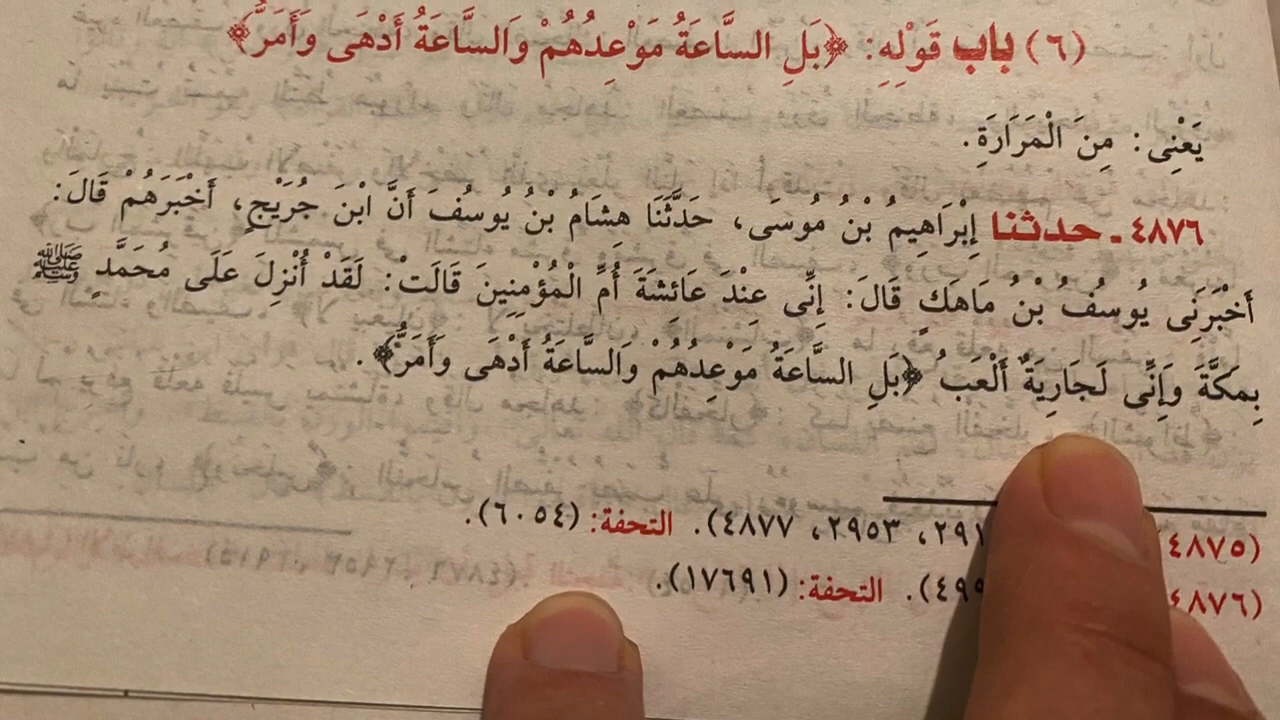 (٦) باب قَوْلِهِ: ﴿بَلِ السَّاعَةُ مَوْعِدُهُمْ وَالسَّاعَةُ أَدْهَى وَأَمَرُّ﴾
يَعْنِى: مِنَ الْمَرَارَةِ.
٤٨٧٦ ـ حدثنا إِبْرَاهِيمُ بْنُ مُوسَى، حَدَّثَنَا هِشَامُ بْنُ يُوسُفَ أَنَّ ابْنَ جُرَيْجٍ، أَخْبَرَهُمْ قَالَ:
أَخْبَرَنِى يُوسُفُ بْنُ مَاهَكٍ قَالَ: إِنِّى عِنْدَ عَائِشَةَ أُمِّ الْمُؤْمِنِينَ قَالَتْ: لَقَدْ أُنْزِلَ عَلَى مُحَمَّدٍ ﷺ
بِمَكَّةَ وَإِنِّى لَجَارِيَةٌ أَلْعَبُ ﴿بَلِ السَّاعَةُ مَوْعِدُهُمْ وَالسَّاعَةُ أَدْهَى وَأَمَرُّ﴾.
٤٨٧٥) ٢٩١، ٢٩٥٣، ٤٨٧٧). التحفة: (٦٠٥٤).
٤٨٧٦) ٤٩٩). التحفة: (١٧٦٩١).